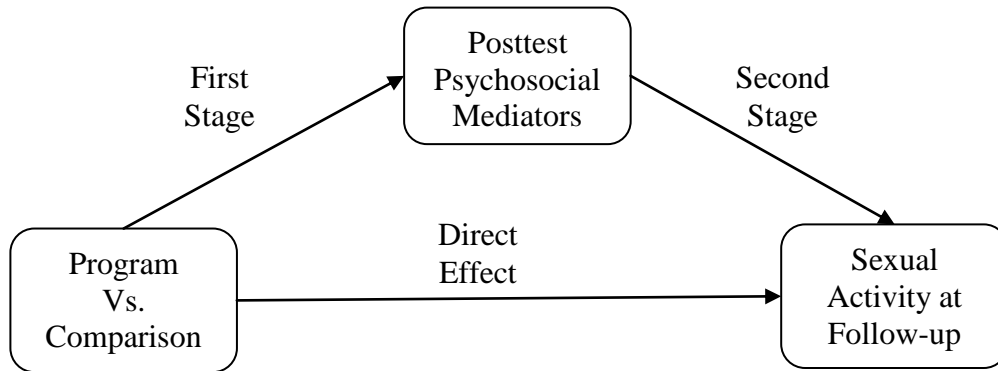 Posttest
Psychosocial
Mediators
First
Stage
Second
Stage
Direct
Effect
Program
Vs.
Comparison
Sexual
Activity at
Follow-up